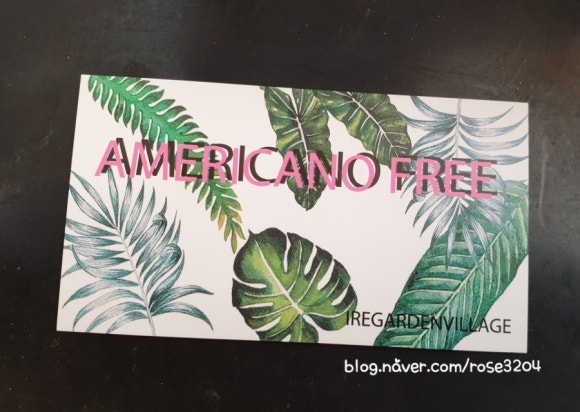 AMERICANO FREE
IREGARDENVILLAGE
blog.naver.com/rose3204